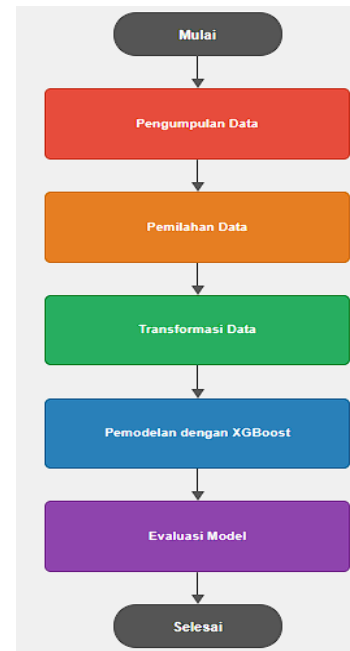 Mulai
Pengumpulan Data
Pemilahan Data
Transformasi Data
Pemodelan dengan XGBoost
Evaluasi Model
Selesai